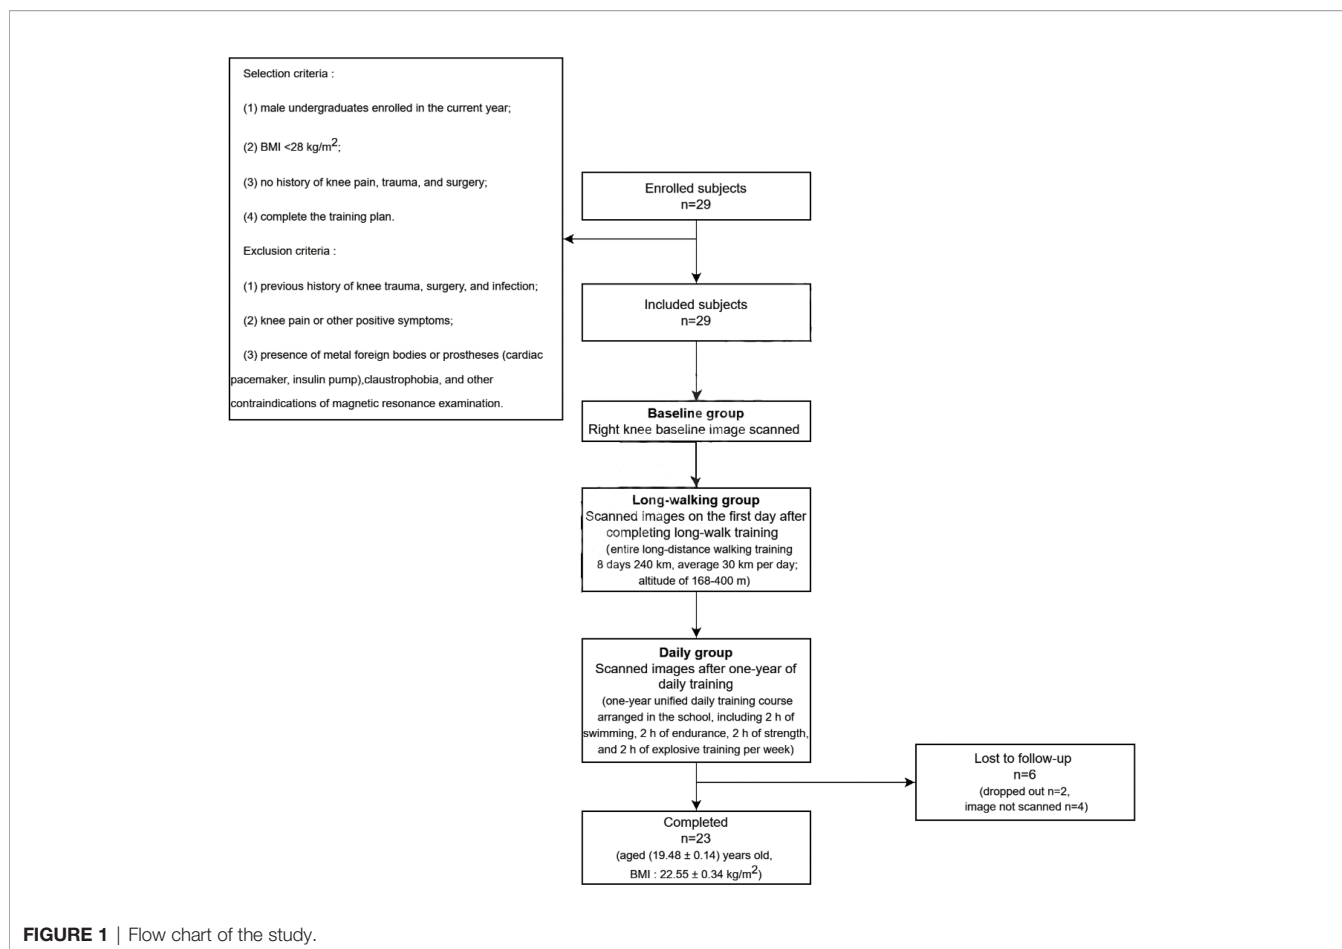 Selection criteria :
(1) male undergraduates enrolled in the current year;
(2) BMI <28 kg/m²;
(3) no history of knee pain, trauma, and surgery;
(4) complete the training plan.
Exclusion criteria :
(1) previous history of knee trauma, surgery, and infection;
(2) knee pain or other positive symptoms;
(3) presence of metal foreign bodies or prostheses (cardiac
pacemaker, insulin pump),claustrophobia, and other
contraindications of magnetic resonance examination.
Enrolled subjects
n=29
Included subjects
n=29
Baseline group
Right knee baseline image scanned
Long-walking group
Scanned images on the first day after
completing long-walk training
(entire long-distance walking training
8 days 240 km, average 30 km per day;
altitude of 168-400 m)
Daily group
Scanned images after one-year of
daily training
(one-year unified daily training course
arranged in the school, including 2 h of
swimming, 2 h of endurance, 2 h of strength,
and 2 h of explosive training per week)
Lost to follow-up
n=6
(dropped out n=2,
image not scanned n=4)
Completed
n=23
(aged (19.48 ± 0.14) years old,
BMI : 22.55 ± 0.34 kg/m²)
FIGURE 1 | Flow chart of the study.